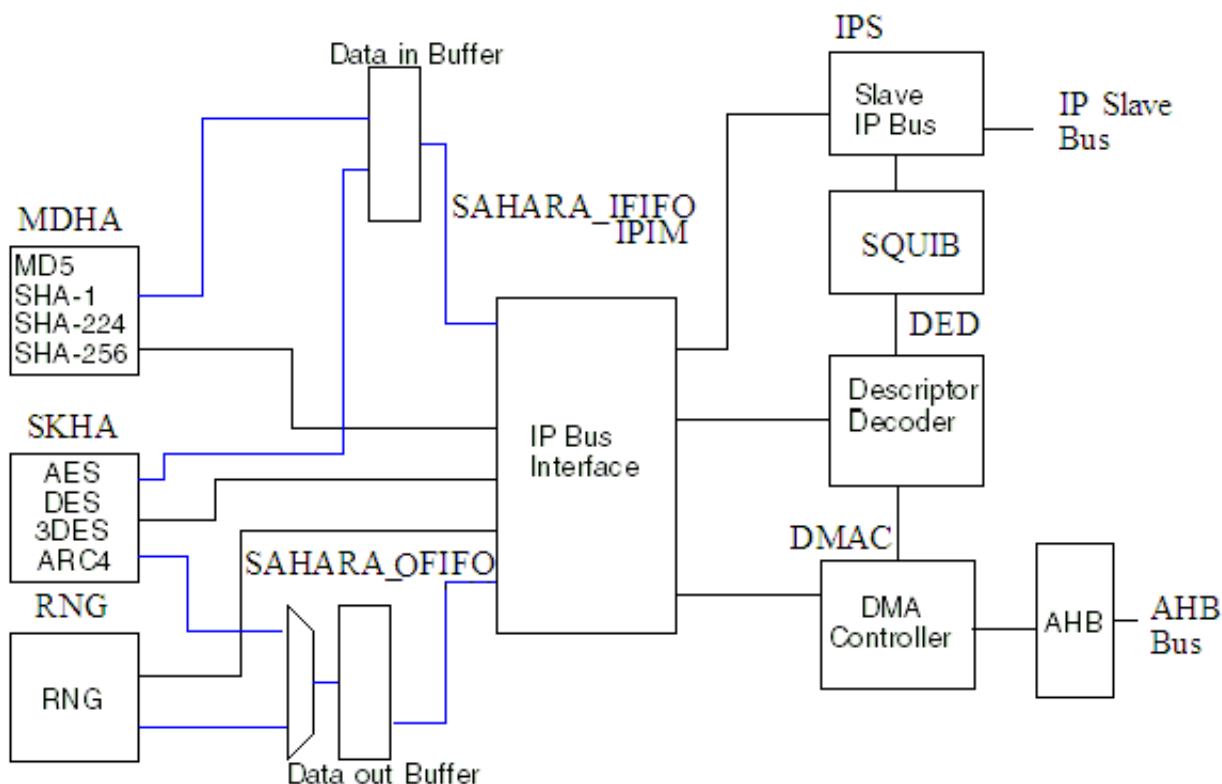 Data in Buffer
IPS
Slave
IP Bus
IP Slave
Bus
SAHARA_IFIFO
IPIM
SQUIB
DED
MDHA
MD5
SHA-1
SHA-224
SHA-256
Descriptor
Decoder
IP Bus
Interface
SKHA
AES
DES
3DES
ARC4
SAHARA_OFIFO
DMAC
DMA
Controller
AHB
AHB
Bus
RNG
RNG
Data out Buffer